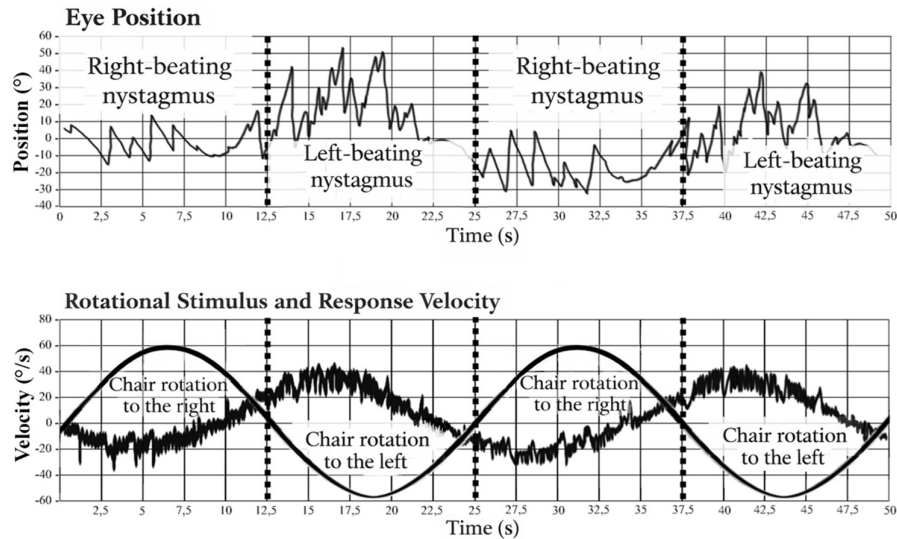 Eye Position
60
50
40
30
20
10
0
-10
-20
-30
-40
Position (°)
Right-beating
nystagmus
Left-beating
nystagmus
Right-beating
nystagmus
Left-beating
nystagmus
0 2,5 5 7,5 10 12,5 15 17,5 20 22,5 25 27,5 30 32,5 35 37,5 40 42,5 45 47,5 50
Time (s)
Rotational Stimulus and Response Velocity
80
60
40
20
0
-20
-40
-60
Velocity (°/s)
Chair rotation
to the right
Chair rotation
to the left
Chair rotation
to the right
Chair rotation
to the left
2,5 5 7,5 10 12,5 15 17,5 20 22,5 25 27,5 30 32,5 35 37,5 40 42,5 45 47,5 50
Time (s)